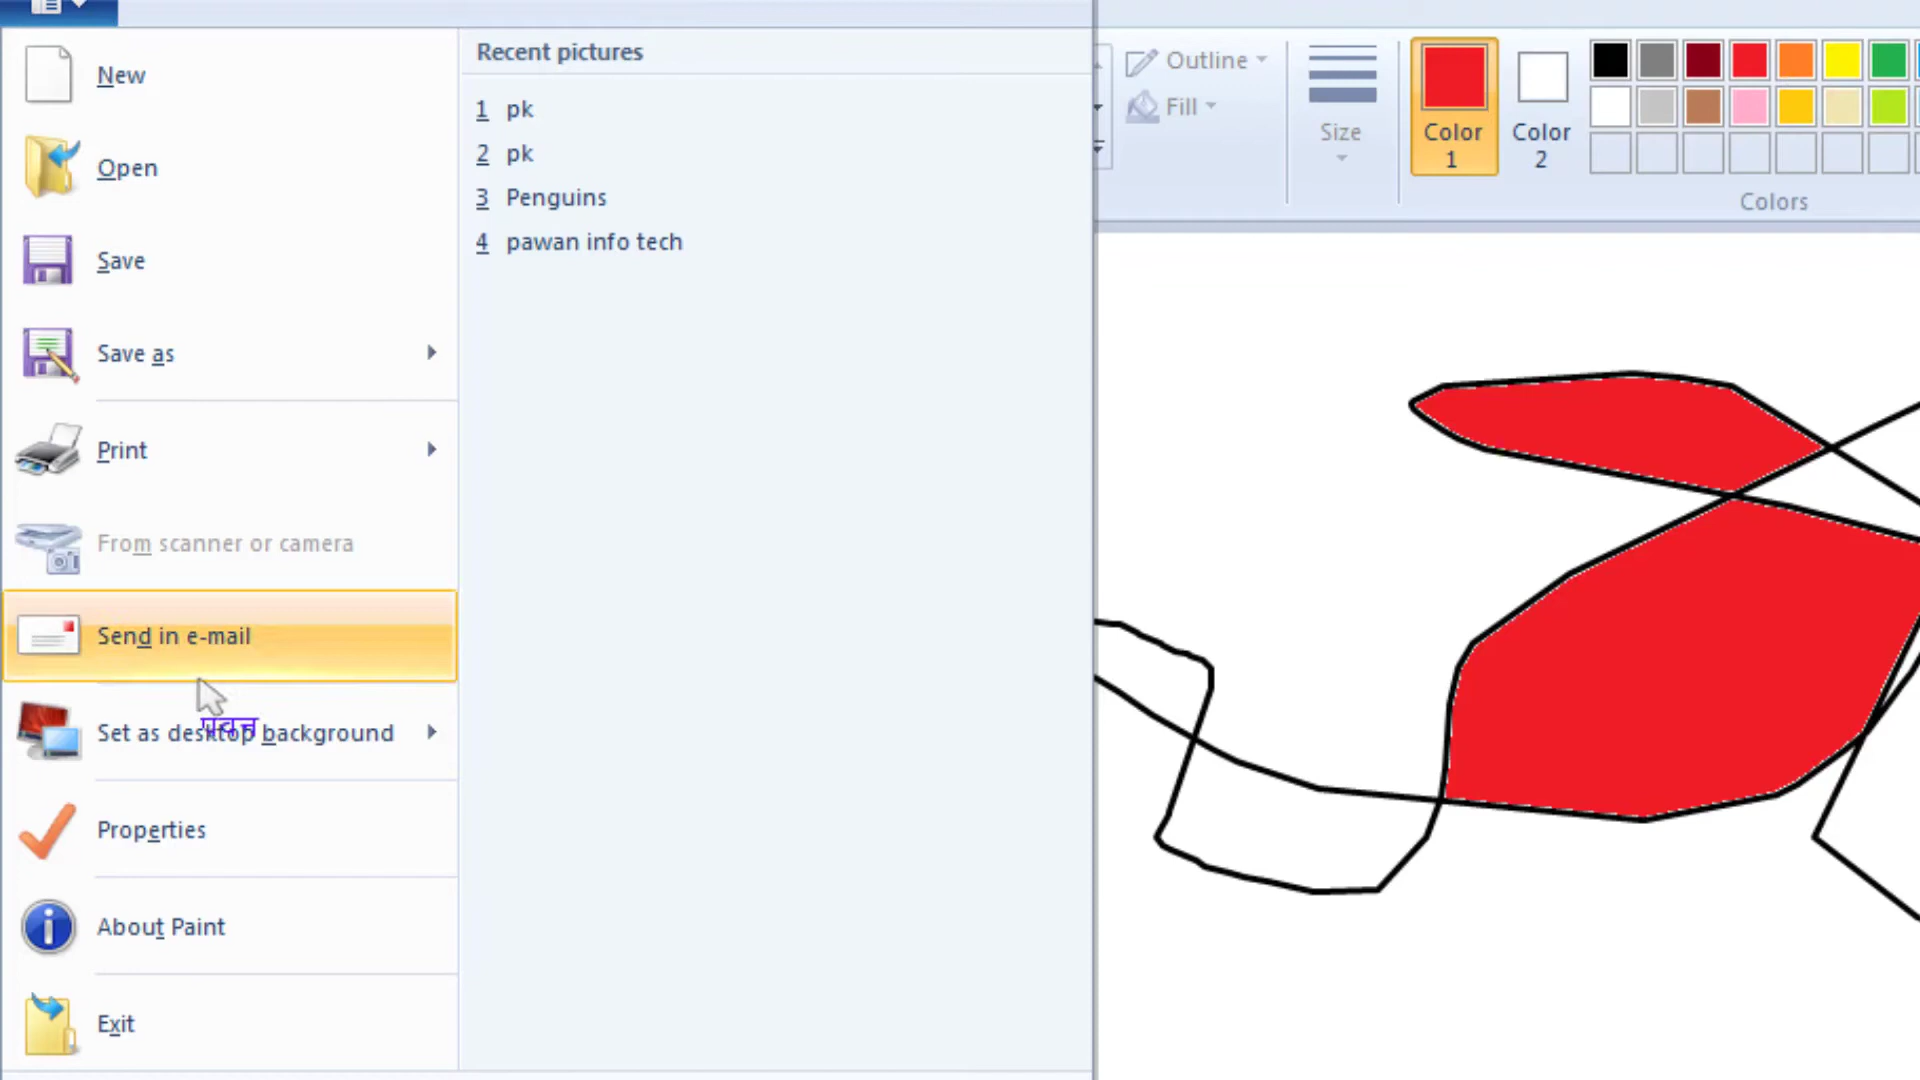 New
Open
Save
Save as
Print
From scanner or camera
Send in e-mail
Set as desktop background
पवन
Properties
About Paint
Exit
Recent pictures
1 pk
2 pk
3 Penguins
4 pawan info tech
Outline
Fill
Size
Color
1
Color
2
Colors